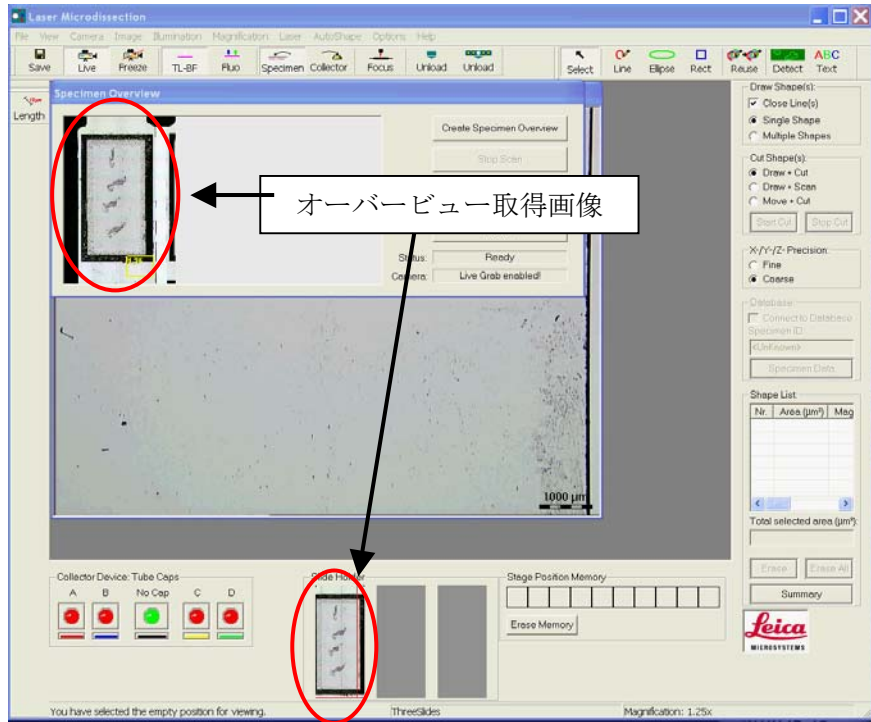 Laser Microdissection
File View Camera Image Illumination Magnification Laser AutoShape Options Help
Save Live Freeze TL-BF Fluo Specimen Collector Focus Unload Unload Select Line Ellipse Rect Reuse Detect Text
ABC
Length
Specimen Overview
Create Specimen Overview
Stop Scan
オーバービュー取得画像
Status: Ready
Camera: Live Grab enabled!
1000 µm
Draw Shape(s):
Close Line(s)
Single Shape
Multiple Shapes
Cut Shape(s):
Draw + Cut
Draw + Scan
Move + Cut
Start Cut Stop Cut
X-/Y-/Z- Precision:
Fine
Coarse
Database:
Connect to Database
Specimen ID:
<Unknown>
Specimen Data
Shape List
Nr. Area (µm²) Mag
Total selected area (µm²):
Erase Erase All
Summary
Leica
MICROSYSTEMS
Collector Device: Tube Caps
A B No Cap C D
Slide Holder
Stage Position Memory
Erase Memory
You have selected the empty position for viewing. ThreeSlides Magnification: 1.25x